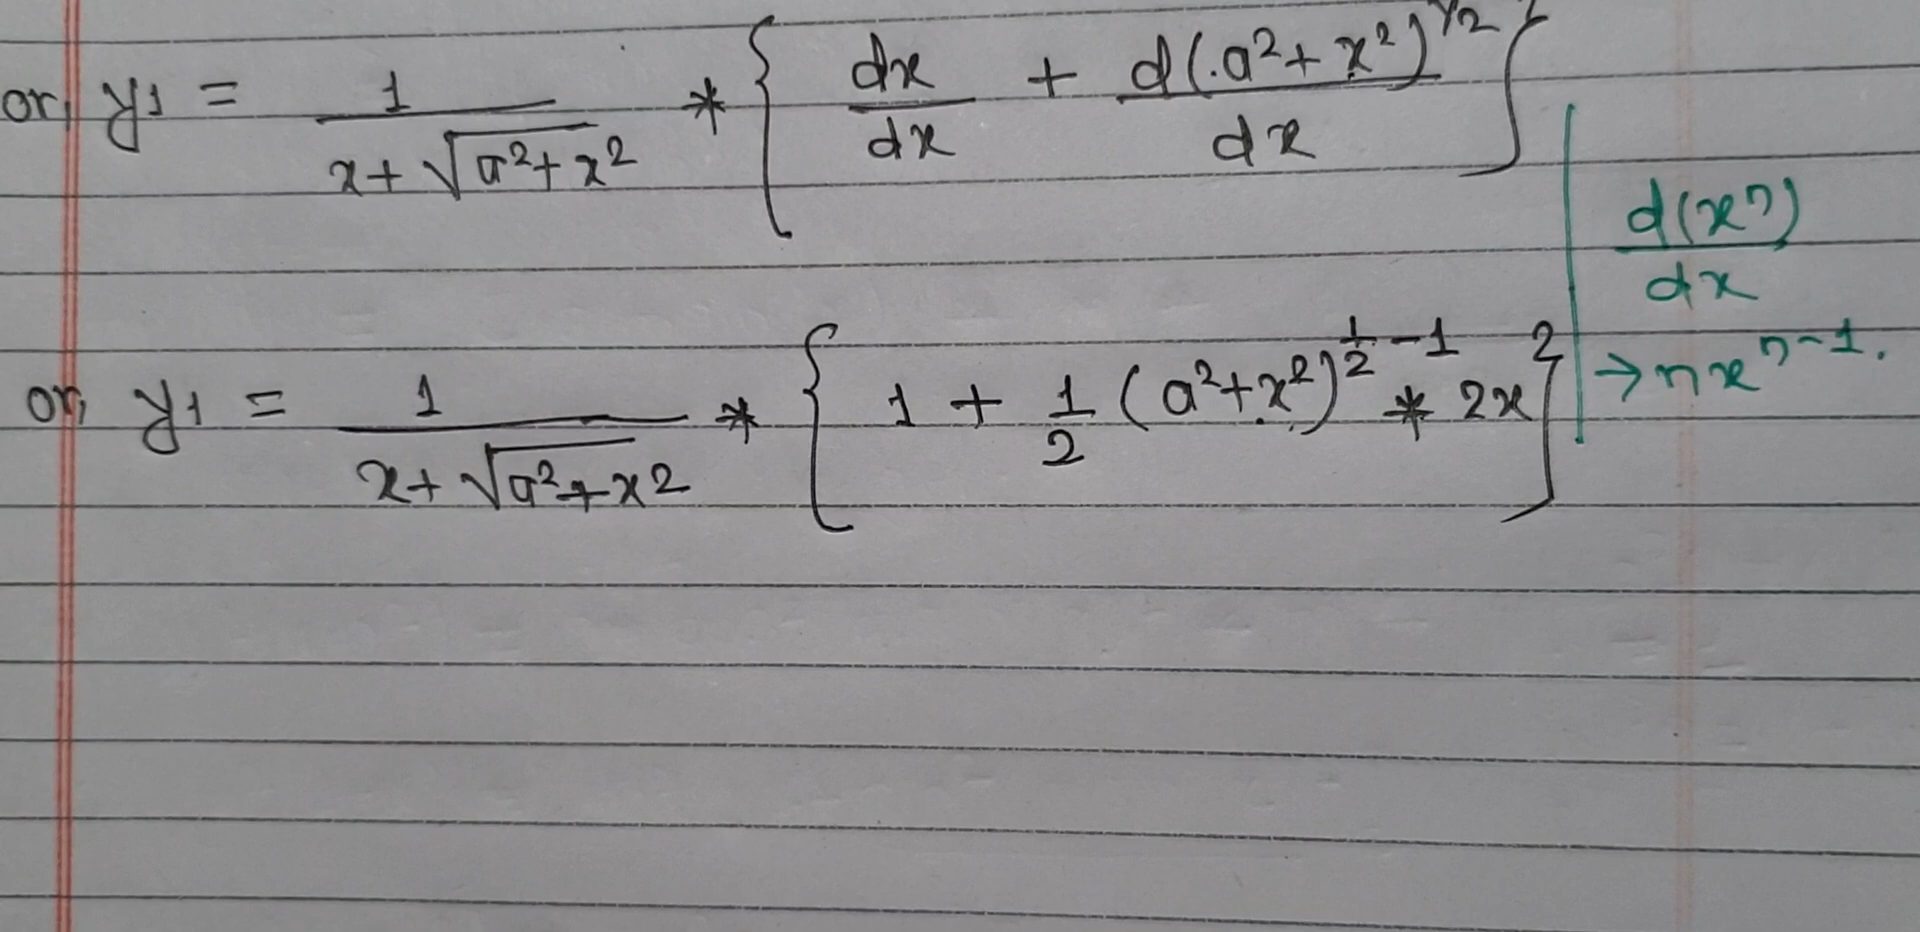 or, y₁ = 1/(x+√(a²+x²)) * { dx/dx + d(a²+x²)^1/2/dx }
d(xⁿ)/dx
→ nxⁿ⁻¹.
or, y₁ = 1/(x+√(a²+x²)) * { 1 + 1/2 (a²+x²)^(1/2 - 1) * 2x }